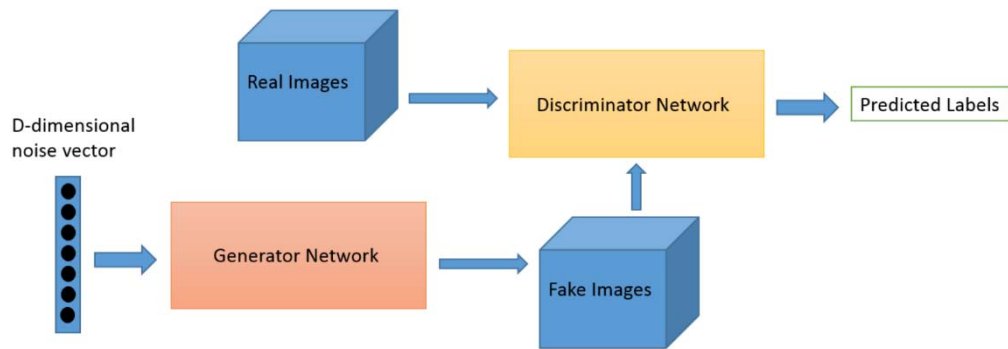 Real Images
Discriminator Network
Predicted Labels
D-dimensional
noise vector
Generator Network
Fake Images